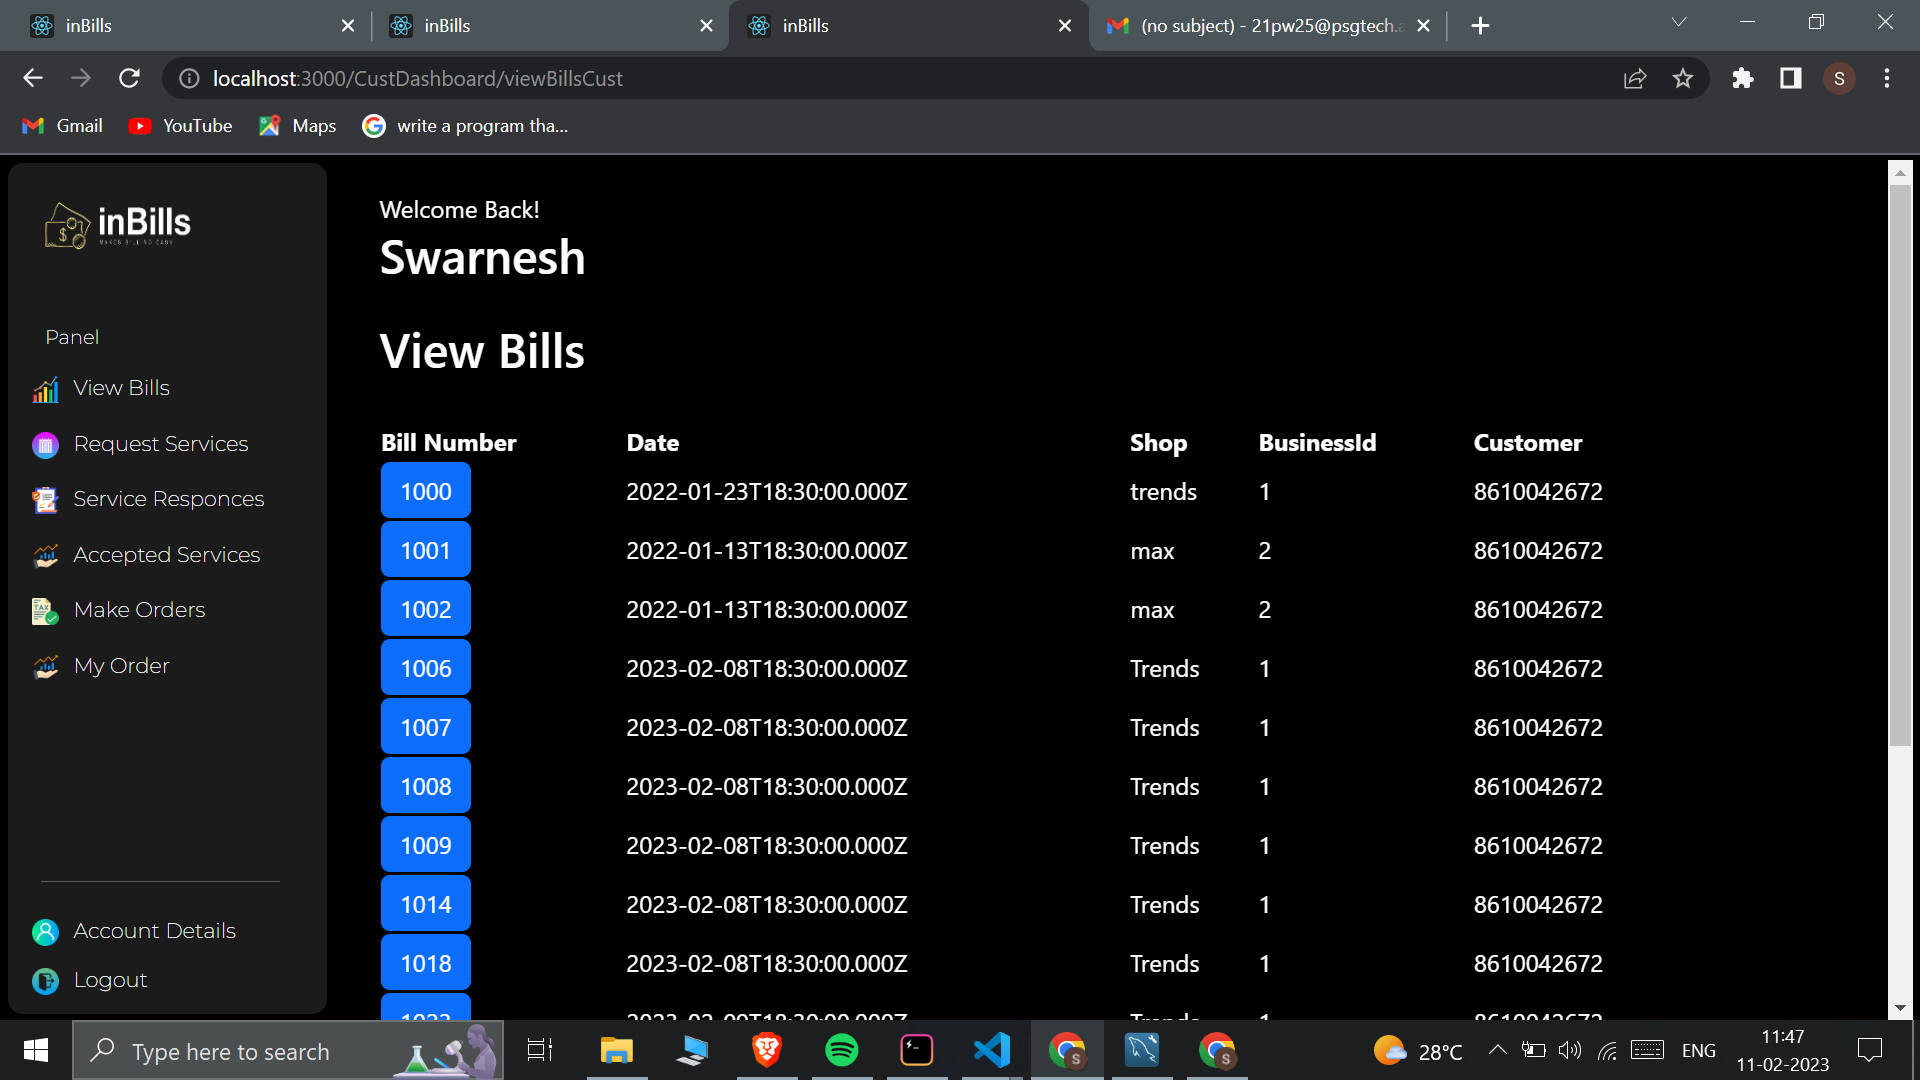 inBills
inBills
inBills
(no subject) - 21pw25@psgtech.a
localhost:3000/CustDashboard/viewBillsCust
S
Gmail
YouTube
Maps
write a program tha...
inBills
MAKES BILLING EASY
Panel
View Bills
Request Services
Service Responces
Accepted Services
Make Orders
My Order
Account Details
Logout
Welcome Back!
Swarnesh
View Bills
Bill Number Date Shop BusinessId Customer
1000 2022-01-23T18:30:00.000Z trends 1 8610042672
1001 2022-01-13T18:30:00.000Z max 2 8610042672
1002 2022-01-13T18:30:00.000Z max 2 8610042672
1006 2023-02-08T18:30:00.000Z Trends 1 8610042672
1007 2023-02-08T18:30:00.000Z Trends 1 8610042672
1008 2023-02-08T18:30:00.000Z Trends 1 8610042672
1009 2023-02-08T18:30:00.000Z Trends 1 8610042672
1014 2023-02-08T18:30:00.000Z Trends 1 8610042672
1018 2023-02-08T18:30:00.000Z Trends 1 8610042672
Type here to search
28°C
ENG
11:47
11-02-2023